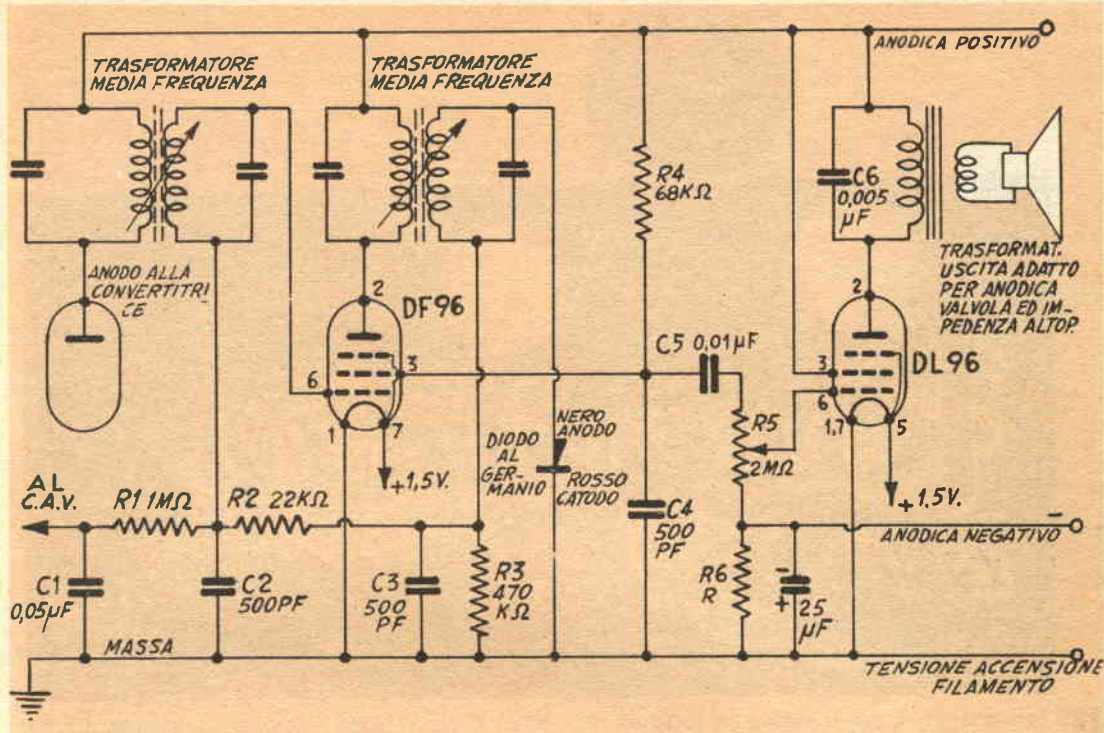 ANODICA POSITIVO
TRASFORMATORE
MEDIA FREQUENZA
TRASFORMATORE
MEDIA FREQUENZA
R4
68KΩ
C6
0,005
µF
ANODO ALLA
CONVERTITRI
CE
2
DF96
3
6
1
7
+1,5V.
C5 0,01µF
2
DL96
3
6
1,7
5
+1,5V.
TRASFORMAT.
USCITA ADATTO
PER ANODICA
VALVOLA ED IM-
PEDENZA ALTOP.
NERO
ANODO
DIODO
AL
GER-
MANIO
ROSSO
CATODO
R5
2MΩ
AL
C.A.V.
R1 1MΩ
R2 22KΩ
C1
0,05µF
C2
500PF
C3
500
PF
R3
470
KΩ
C4
500
PF
R6
R
-
+
25
µF
-
ANODICA NEGATIVO
MASSA
TENSIONE ACCENSIONE
FILAMENTO